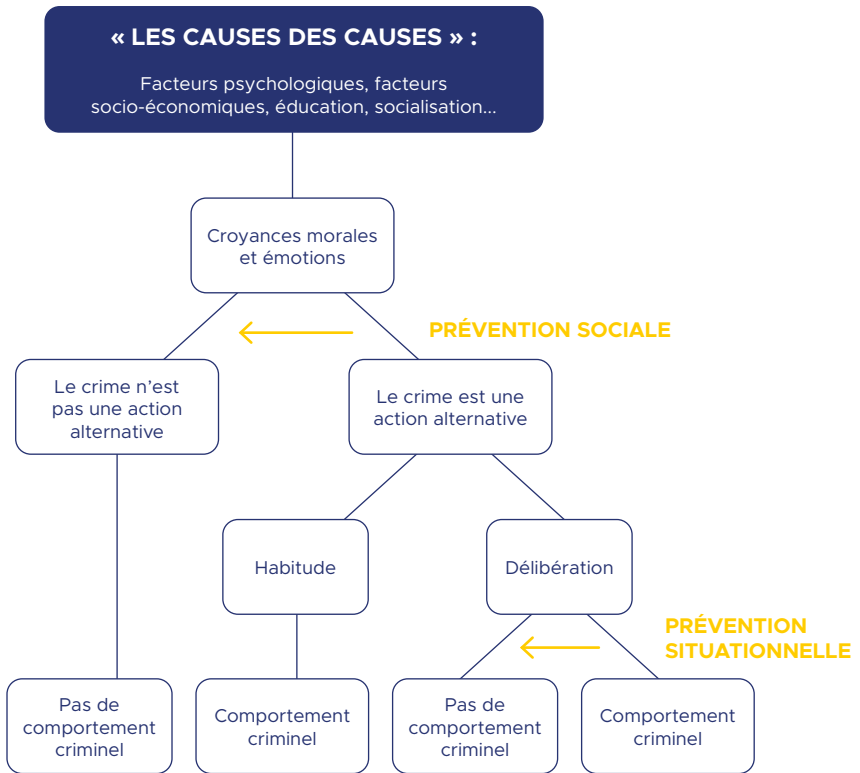 « LES CAUSES DES CAUSES » :
Facteurs psychologiques, facteurs
socio-économiques, éducation, socialisation...
Croyances morales
et émotions
PRÉVENTION SOCIALE
Le crime n’est
pas une action
alternative
Le crime est une
action alternative
Habitude
Délibération
PRÉVENTION
SITUATIONNELLE
Pas de
comportement
criminel
Comportement
criminel
Pas de
comportement
criminel
Comportement
criminel